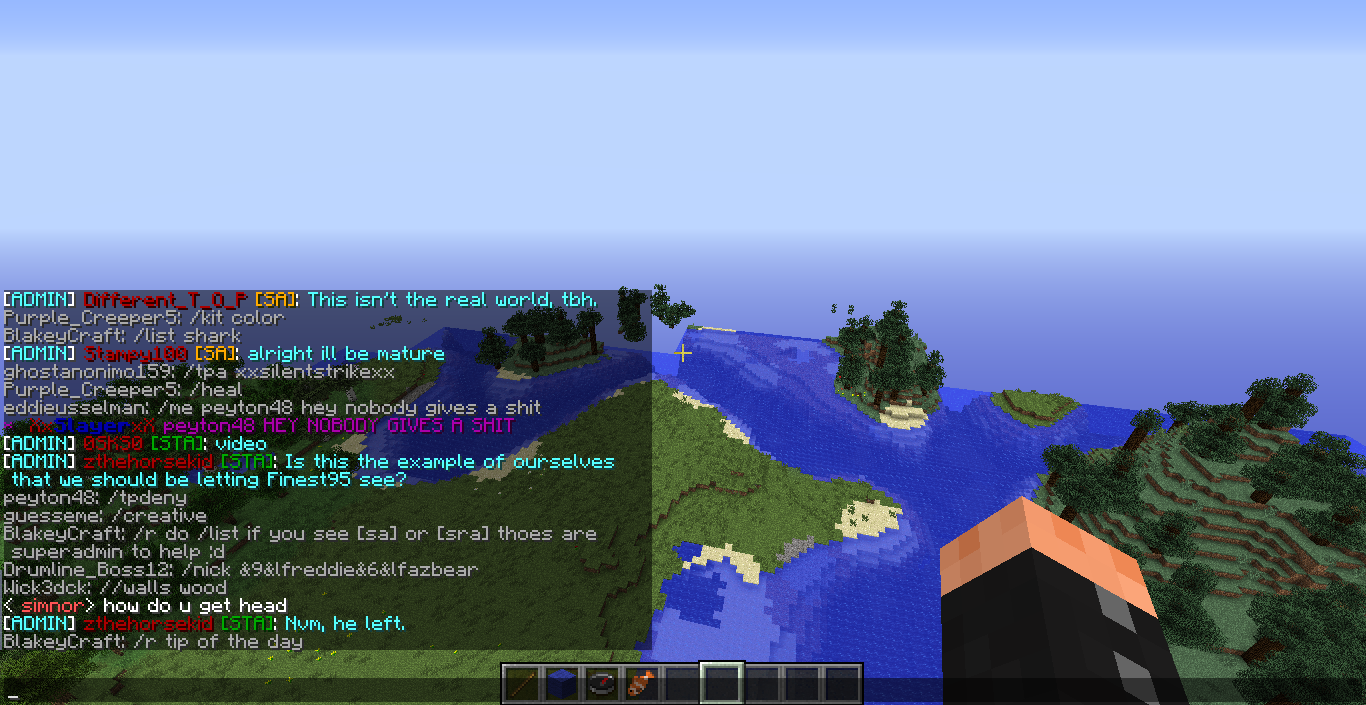 [ADMIN] Different_T_O_P [SA]: This isn't the real world, tbh.
Purple_Creeper5: /kit color
BlakeyCraft: /list shark
[ADMIN] Stampy100 [SA]: alright ill be mature
ghostanonimo159: /tpa xxsilentstrikexx
Purple_Creeper5: /heal
eddieusselman: /me peyton48 hey nobody gives a shit
* XxSlayerxX peyton48 HEY NOBODY GIVES A SHIT
[ADMIN] 06K50 [STA]: video
[ADMIN] zthehorsekid [STA]: Is this the example of ourselves
that we should be letting Finest95 see?
peyton48: /tpdeny
guesseme: /creative
BlakeyCraft: /r do /list if you see [sa] or [sra] thoes are
superadmin to help :d
Drumline_Boss12: /nick &9&lfreddie&6&lfazbear
Wick3dck: //walls wood
< simnor> how do u get head
[ADMIN] zthehorsekid [STA]: Nvm, he left.
BlakeyCraft: /r tip of the day
_